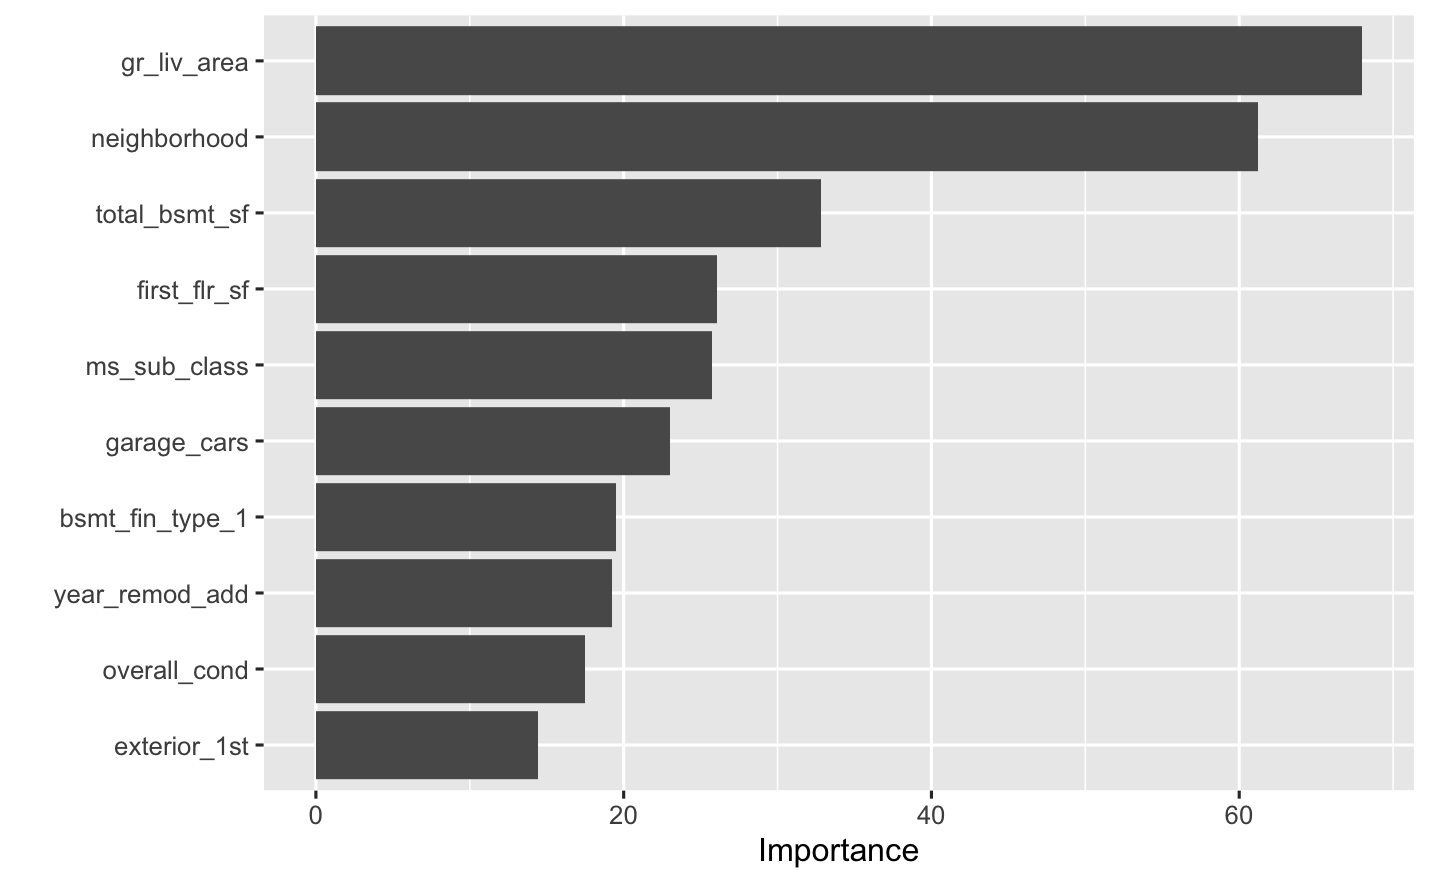 gr_liv_area
neighborhood
total_bsmt_sf
first_flr_sf
ms_sub_class
garage_cars
bsmt_fin_type_1
year_remod_add
overall_cond
exterior_1st
0 20 40 60
Importance